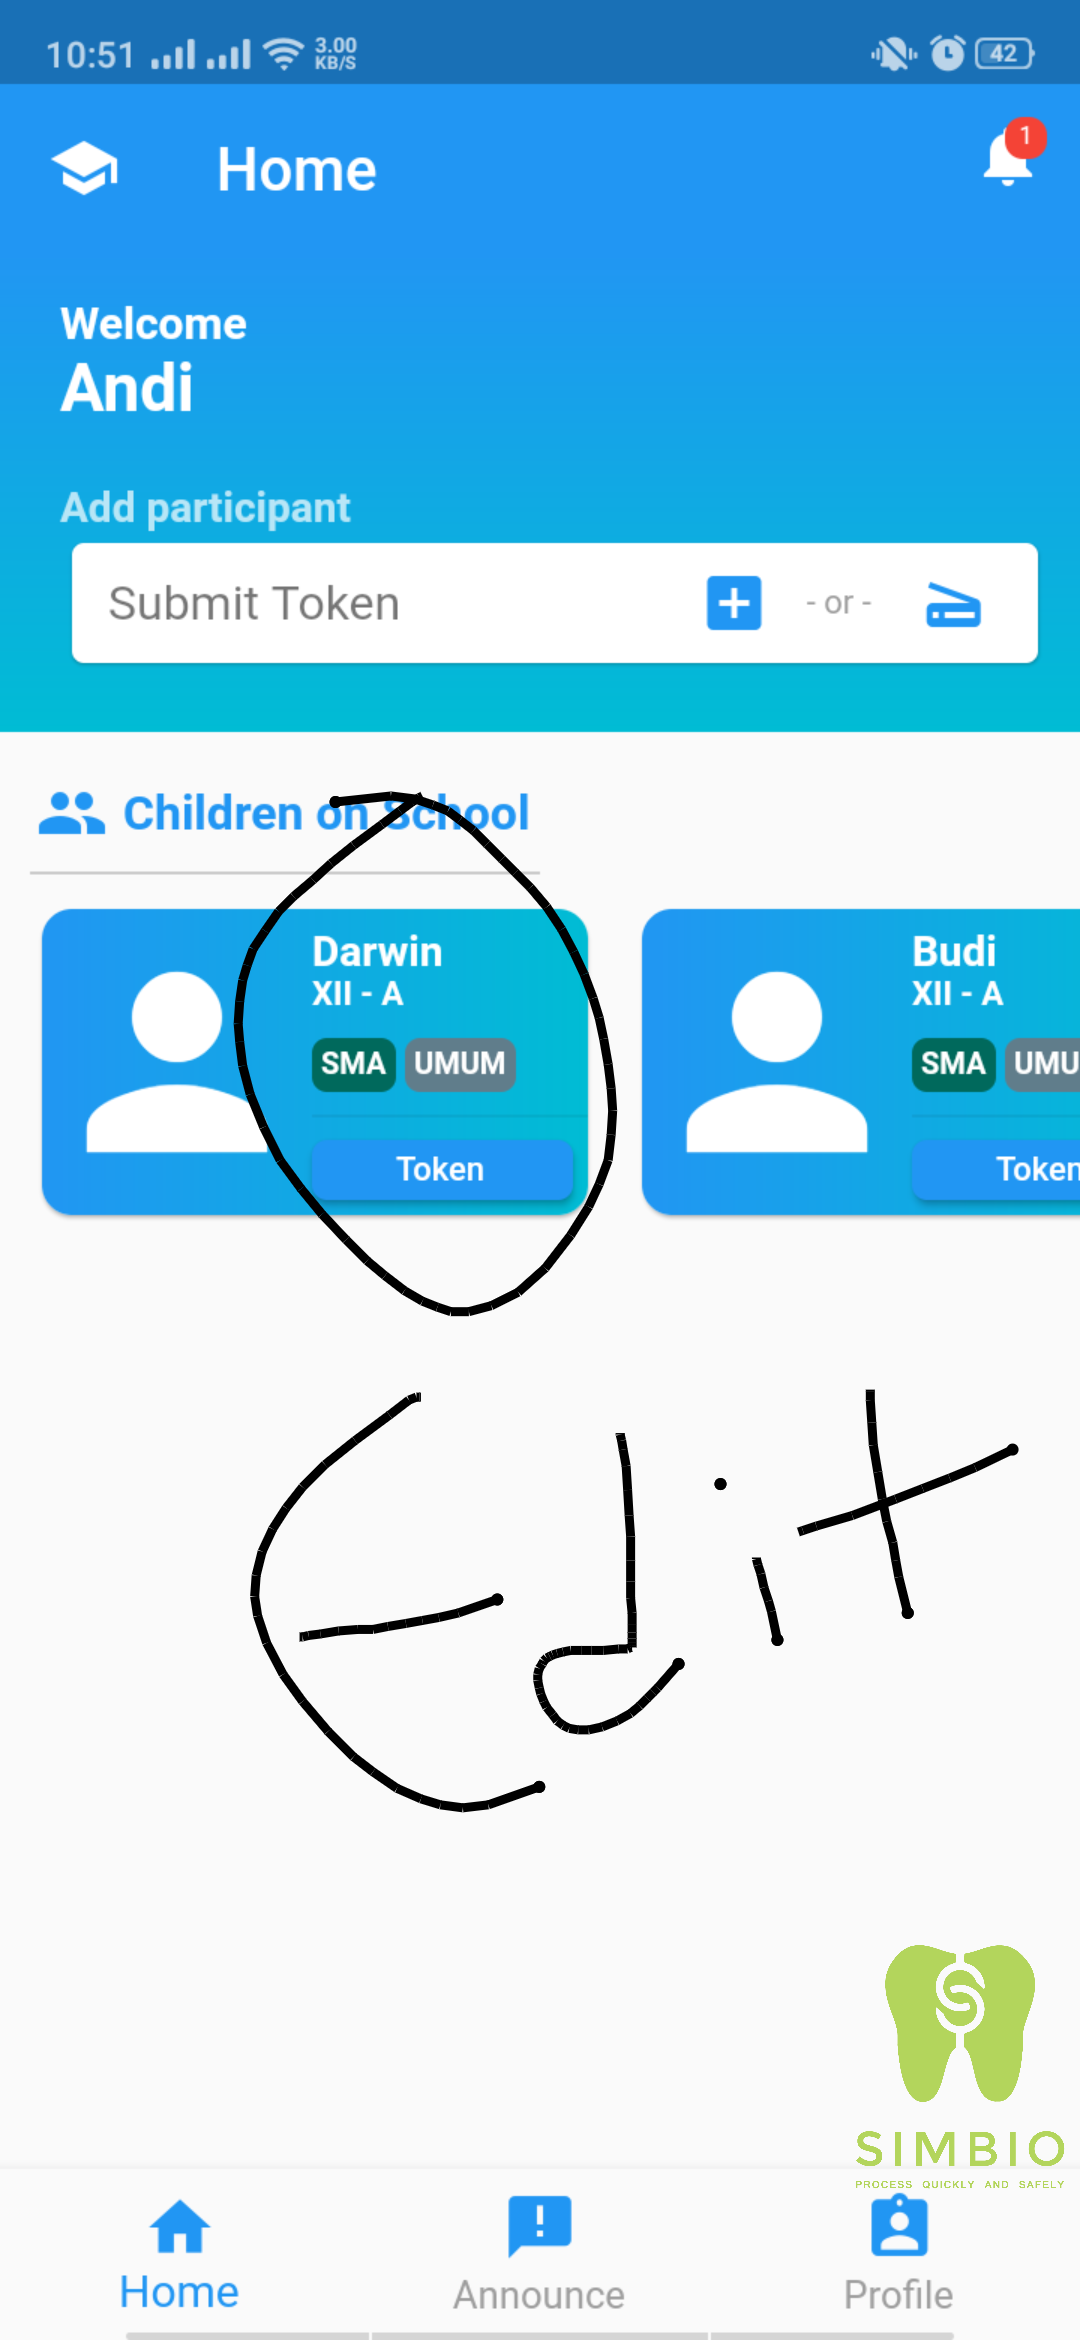 10:51 3.00 KB/S 42
Home 1
Welcome
Andi
Add participant
Submit Token - or -
Children on School
Darwin
XII - A
SMA UMUM
Token
Budi
XII - A
SMA UMU
Token
Edit
S
SIMBIO
PROCESS QUICKLY AND SAFELY
Home Announce Profile